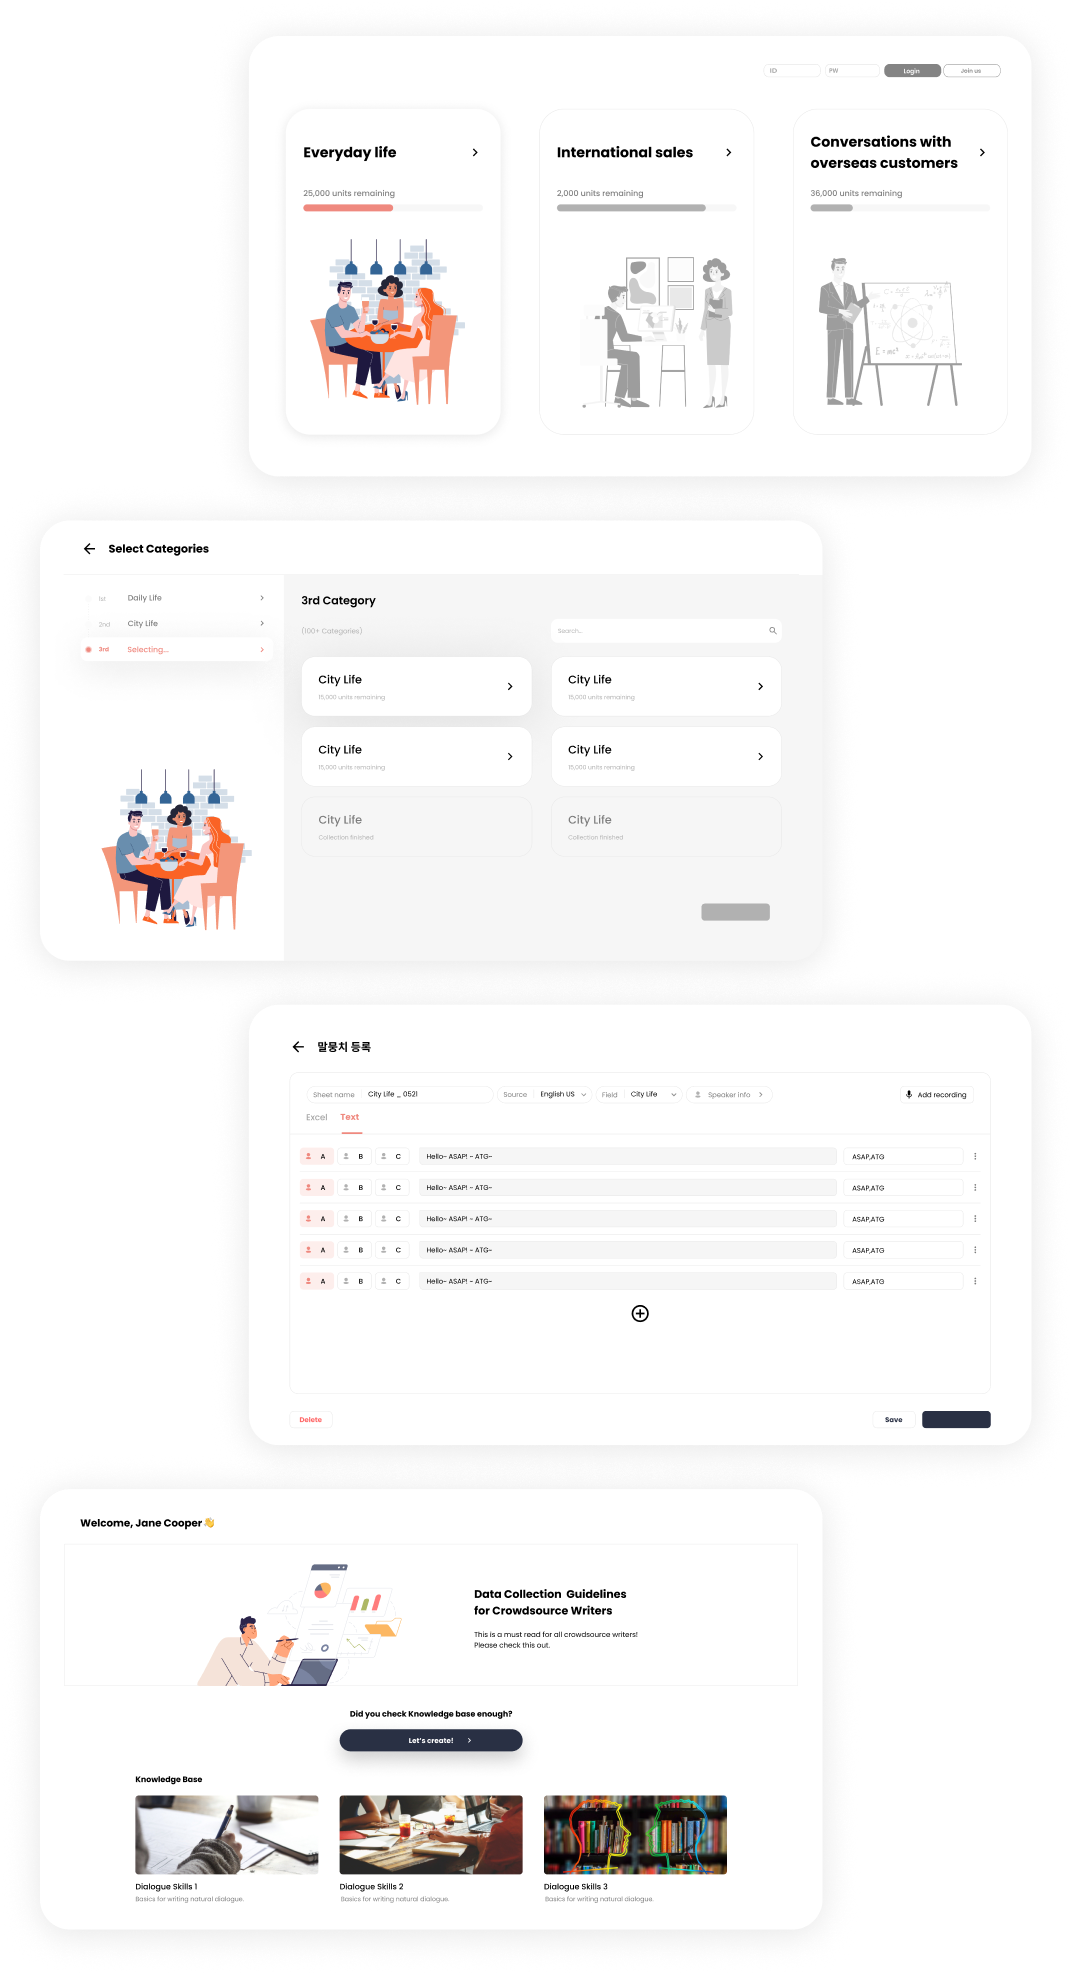 ID
PW
Login
Join us
Everyday life
25,000 units remaining
International sales
2,000 units remaining
Conversations with
overseas customers
36,000 units remaining
E=mc²
Select Categories
1st Daily Life
2nd City Life
3rd Selecting...
3rd Category
(100+ Categories)
Search...
City Life
15,000 units remaining
City Life
15,000 units remaining
City Life
15,000 units remaining
City Life
15,000 units remaining
City Life
Collection finished
City Life
Collection finished
말뭉치 등록
Sheet name City Life _ 0521
Source English US
Field City Life
Speaker info
Add recording
Excel Text
A B C Hello~ ASAP! ~ ATG~ ASAP,ATG
A B C Hello~ ASAP! ~ ATG~ ASAP,ATG
A B C Hello~ ASAP! ~ ATG~ ASAP,ATG
A B C Hello~ ASAP! ~ ATG~ ASAP,ATG
A B C Hello~ ASAP! ~ ATG~ ASAP,ATG
Delete
Save
Welcome, Jane Cooper👋
Data Collection Guidelines
for Crowdsource Writers
This is a must read for all crowdsource writers!
Please check this out.
Did you check Knowledge base enough?
Let's create!
Knowledge Base
Dialogue Skills 1
Basics for writing natural dialogue.
Dialogue Skills 2
Basics for writing natural dialogue.
Dialogue Skills 3
Basics for writing natural dialogue.